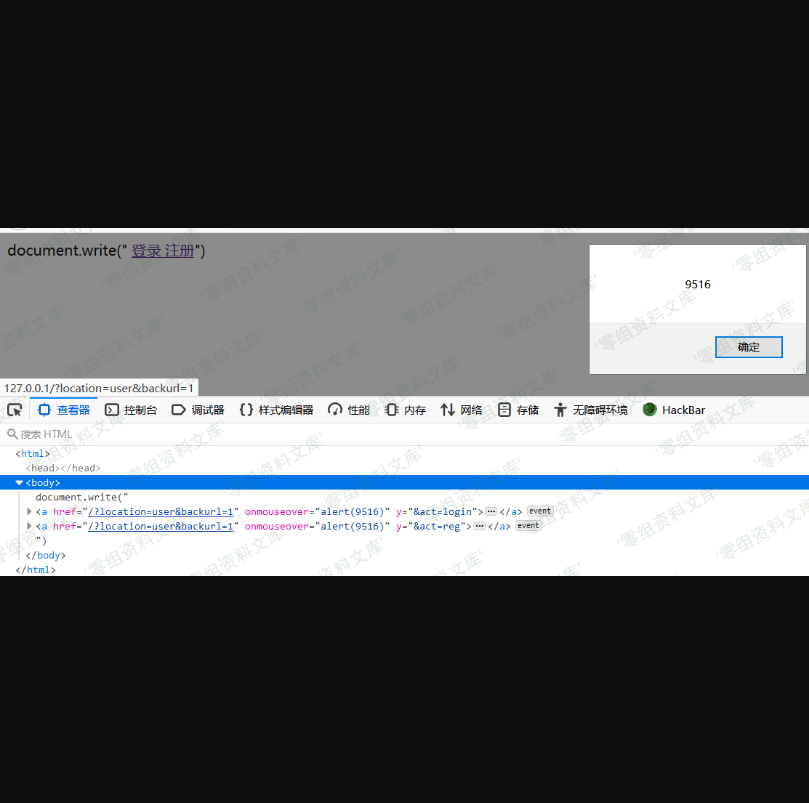 document.write(" 登录 注册")
9516
确定
127.0.0.1/?location=user&backurl=1
查看器 控制台 调试器 样式编辑器 性能 内存 网络 存储 无障碍环境 HackBar
搜索 HTML
<html>
<head></head>
<body>
document.write("
<a href="/?location=user&backurl=1" onmouseover="alert(9516)" y="&act=login">⋯</a> event
<a href="/?location=user&backurl=1" onmouseover="alert(9516)" y="&act=reg">⋯</a> event
")
</body>
</html>
'零组资料文库'